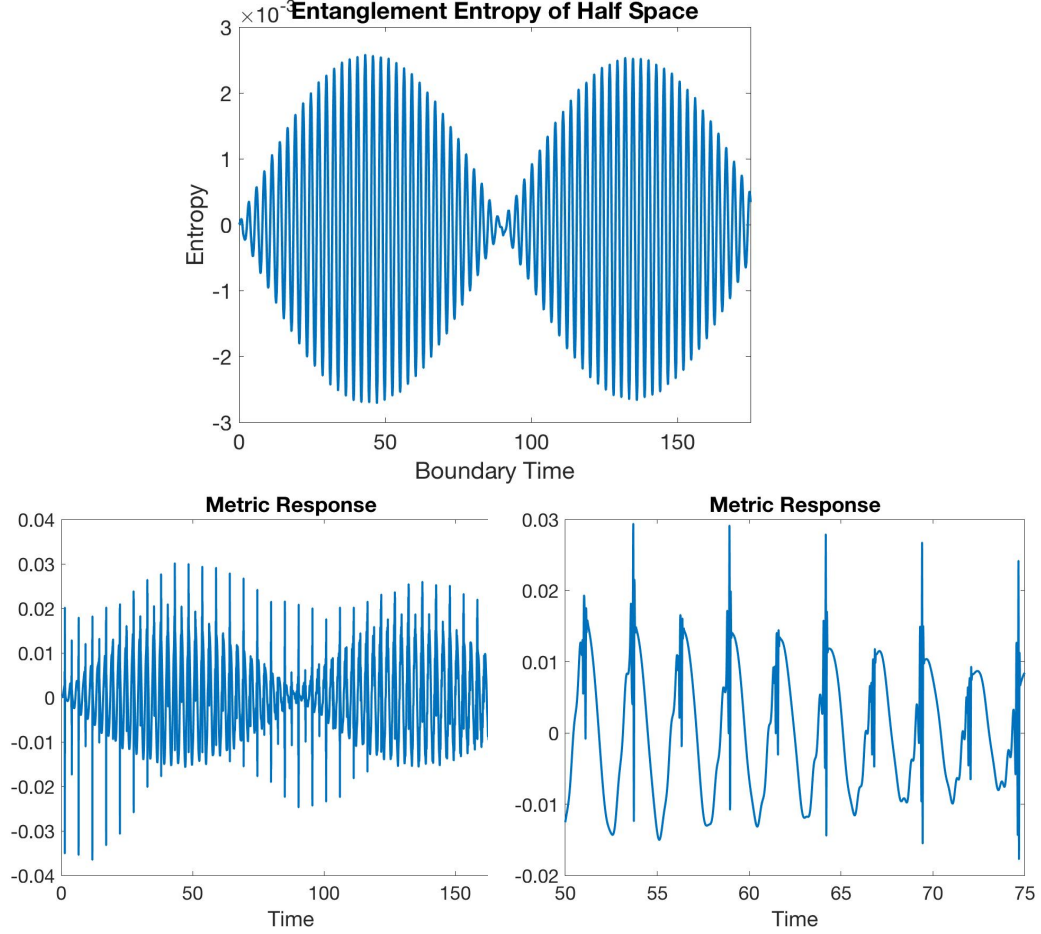 ×10⁻³
Entanglement Entropy of Half Space
3
2
1
0
-1
-2
-3
Entropy
0 50 100 150
Boundary Time
Metric Response
0.04
0.03
0.02
0.01
0
-0.01
-0.02
-0.03
-0.04
0 50 100 150
Time
Metric Response
0.03
0.02
0.01
0
-0.01
-0.02
50 55 60 65 70 75
Time